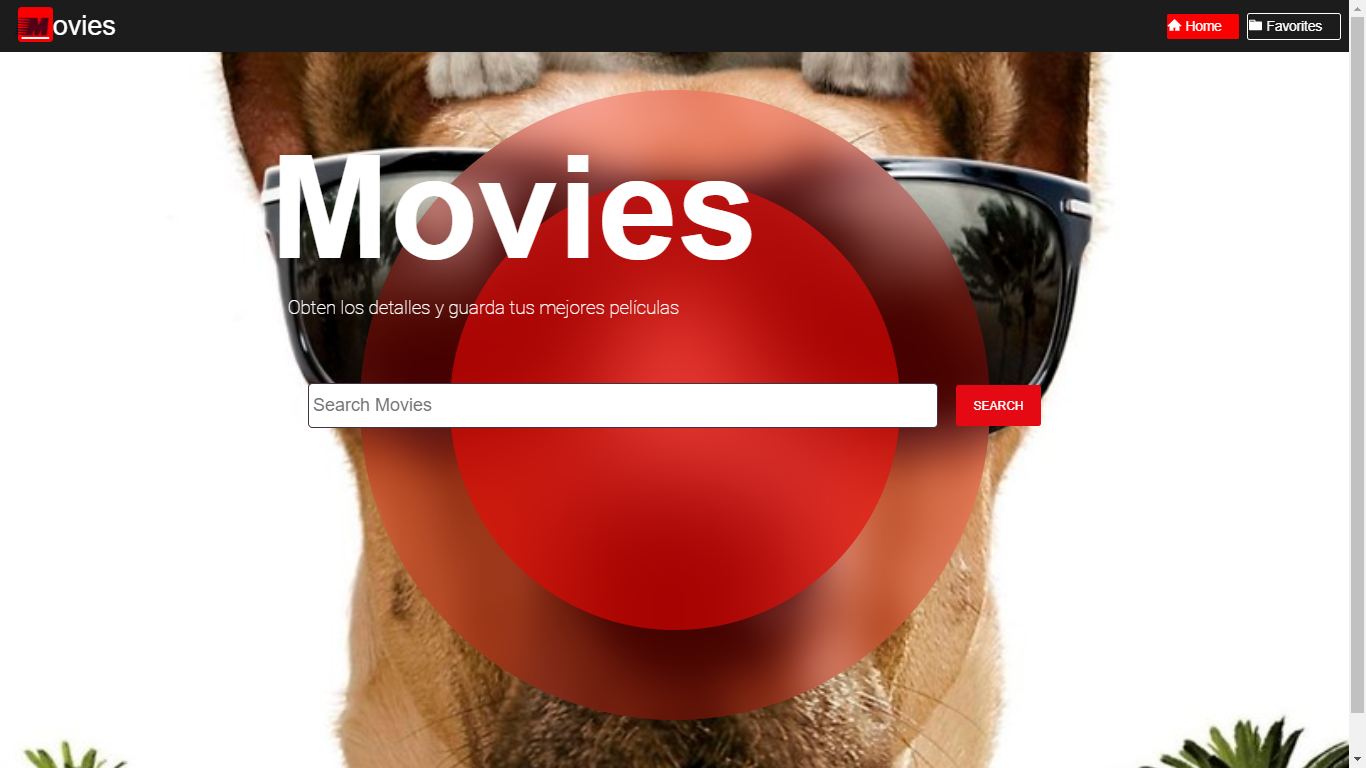 Movies
Home
Favorites
Movies
Obten los detalles y guarda tus mejores películas
Search Movies
SEARCH